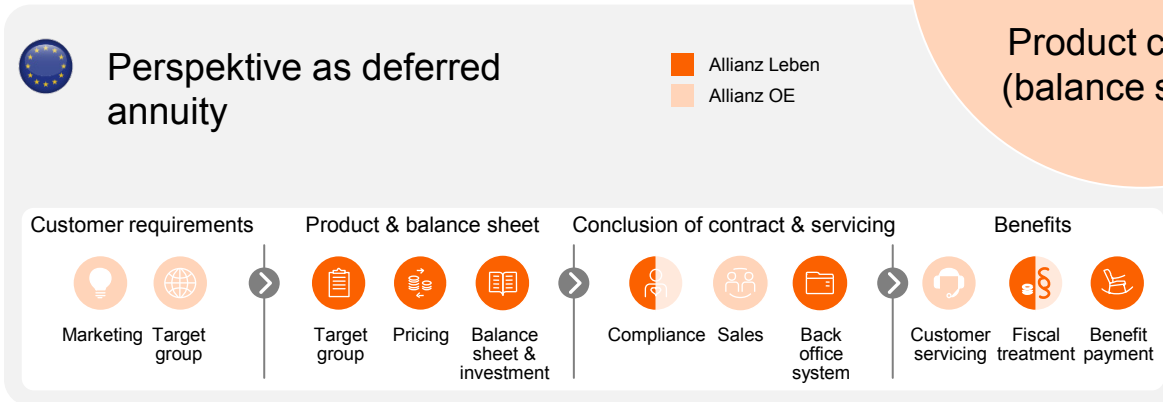 Perspektive as deferred
annuity
Allianz Leben
Allianz OE
Product c
(balance s
Customer requirements
Product & balance sheet
Conclusion of contract & servicing
Benefits
Marketing
Target
group
Target
group
Pricing
Balance
sheet &
investment
Compliance
Sales
Back
office
system
Customer
servicing
Fiscal
treatment
Benefit
payment